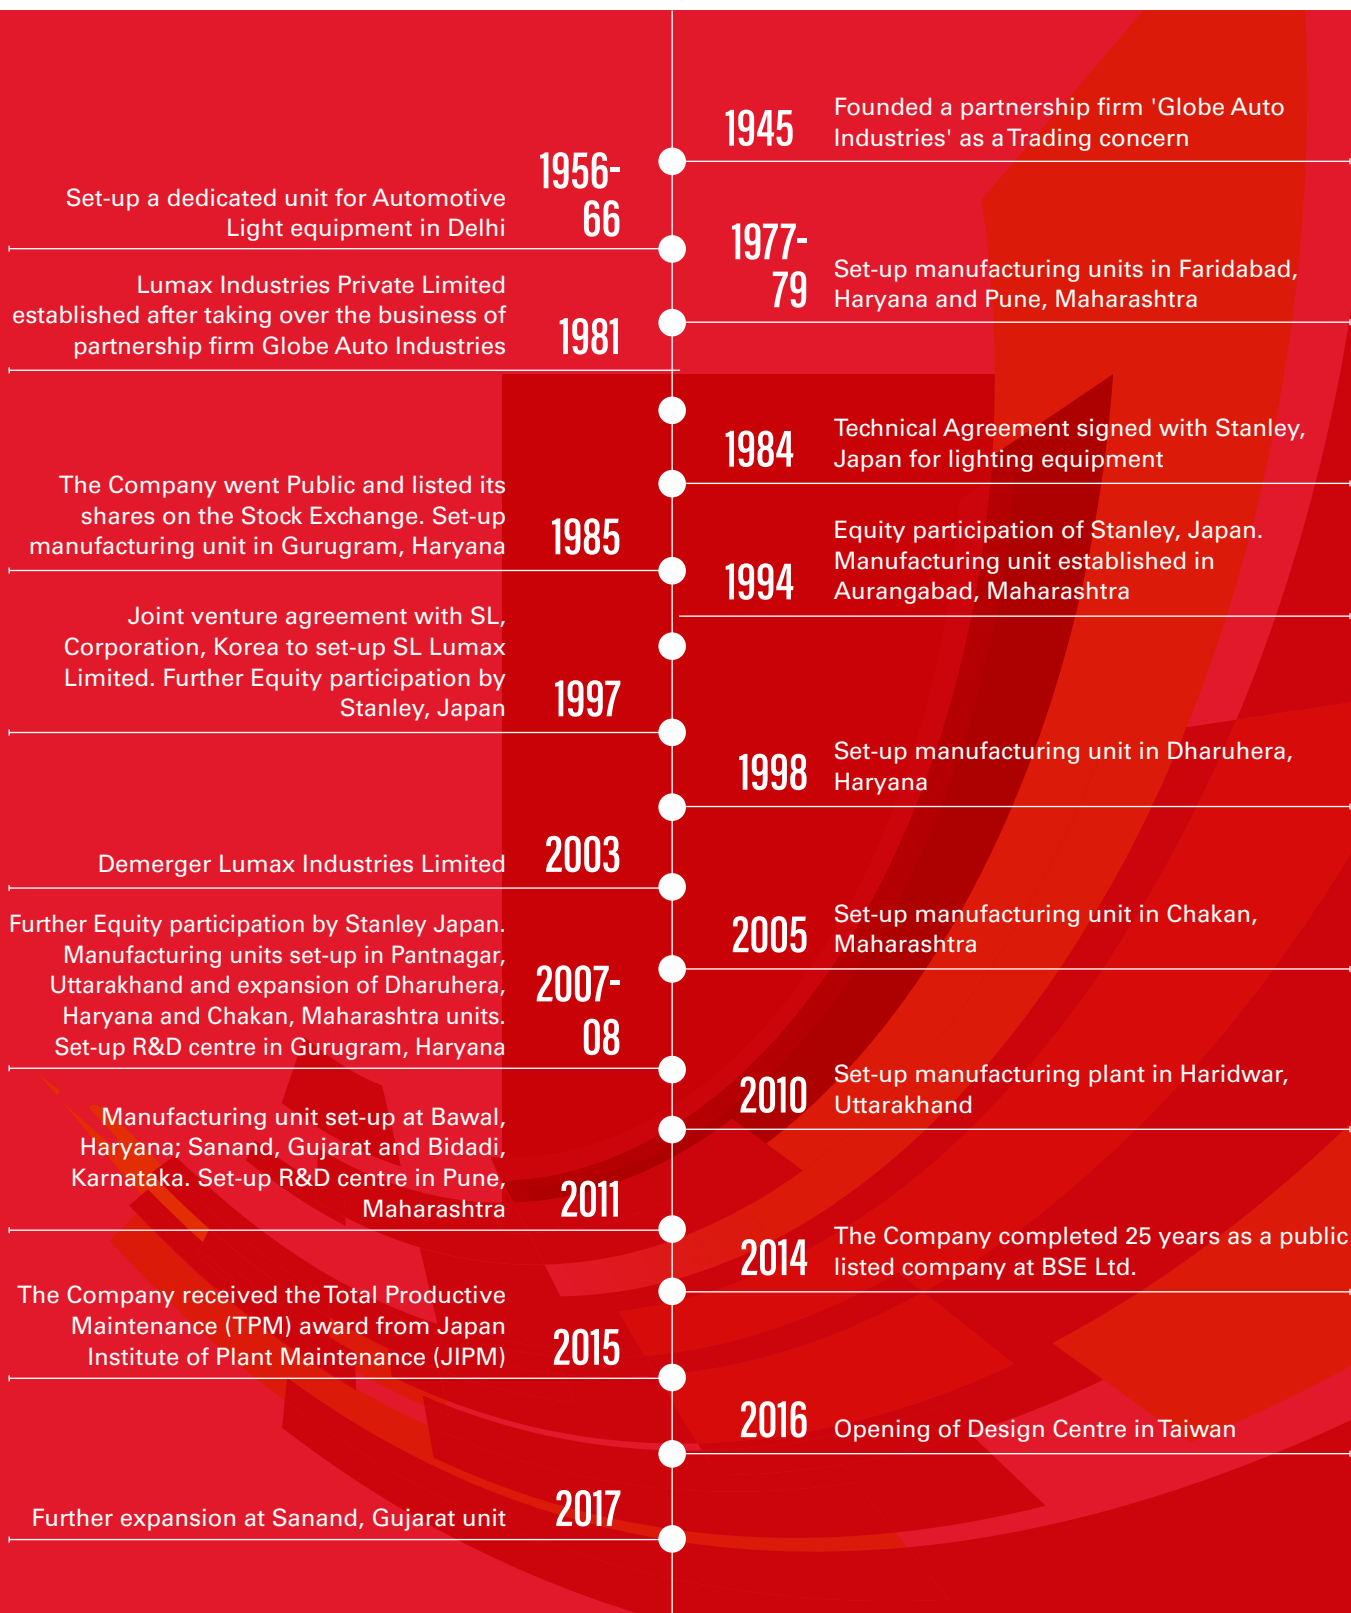 1945
Founded a partnership firm 'Globe Auto
Industries' as a Trading concern
1956-
66
Set-up a dedicated unit for Automotive
Light equipment in Delhi
1977-
79
Set-up manufacturing units in Faridabad,
Haryana and Pune, Maharashtra
Lumax Industries Private Limited
established after taking over the business of
partnership firm Globe Auto Industries
1981
1984
Technical Agreement signed with Stanley,
Japan for lighting equipment
The Company went Public and listed its
shares on the Stock Exchange. Set-up
manufacturing unit in Gurugram, Haryana
1985
1994
Equity participation of Stanley, Japan.
Manufacturing unit established in
Aurangabad, Maharashtra
Joint venture agreement with SL,
Corporation, Korea to set-up SL Lumax
Limited. Further Equity participation by
Stanley, Japan
1997
1998
Set-up manufacturing unit in Dharuhera,
Haryana
Demerger Lumax Industries Limited
2003
2005
Set-up manufacturing unit in Chakan,
Maharashtra
Further Equity participation by Stanley Japan.
Manufacturing units set-up in Pantnagar,
Uttarakhand and expansion of Dharuhera,
Haryana and Chakan, Maharashtra units.
Set-up R&D centre in Gurugram, Haryana
2007-
08
2010
Set-up manufacturing plant in Haridwar,
Uttarakhand
Manufacturing unit set-up at Bawal,
Haryana; Sanand, Gujarat and Bidadi,
Karnataka. Set-up R&D centre in Pune,
Maharashtra
2011
2014
The Company completed 25 years as a public
listed company at BSE Ltd.
The Company received the Total Productive
Maintenance (TPM) award from Japan
Institute of Plant Maintenance (JIPM)
2015
2016
Opening of Design Centre in Taiwan
Further expansion at Sanand, Gujarat unit
2017